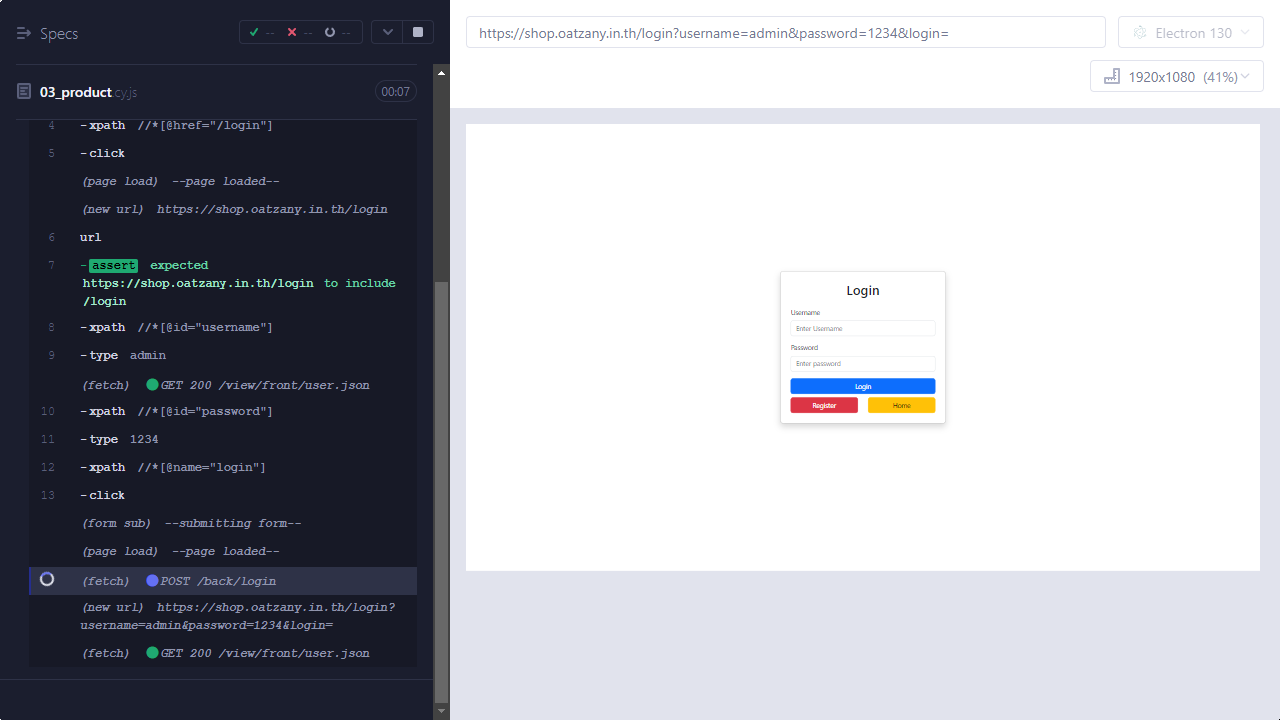 Specs
-- -- --
03_product.cy.js
00:07
4 -xpath //*[@href="/login"]
5 -click
(page load) --page loaded--
(new url) https://shop.oatzany.in.th/login
6 url
7 -assert expected
https://shop.oatzany.in.th/login to include
/login
8 -xpath //*[@id="username"]
9 -type admin
(fetch) GET 200 /view/front/user.json
10 -xpath //*[@id="password"]
11 -type 1234
12 -xpath //*[@name="login"]
13 -click
(form sub) --submitting form--
(page load) --page loaded--
(fetch) POST /back/login
(new url) https://shop.oatzany.in.th/login?
username=admin&password=1234&login=
(fetch) GET 200 /view/front/user.json
https://shop.oatzany.in.th/login?username=admin&password=1234&login=
Electron 130
1920x1080 (41%)
Login
Username
Enter Username
Password
Enter password
Login
Register
Home